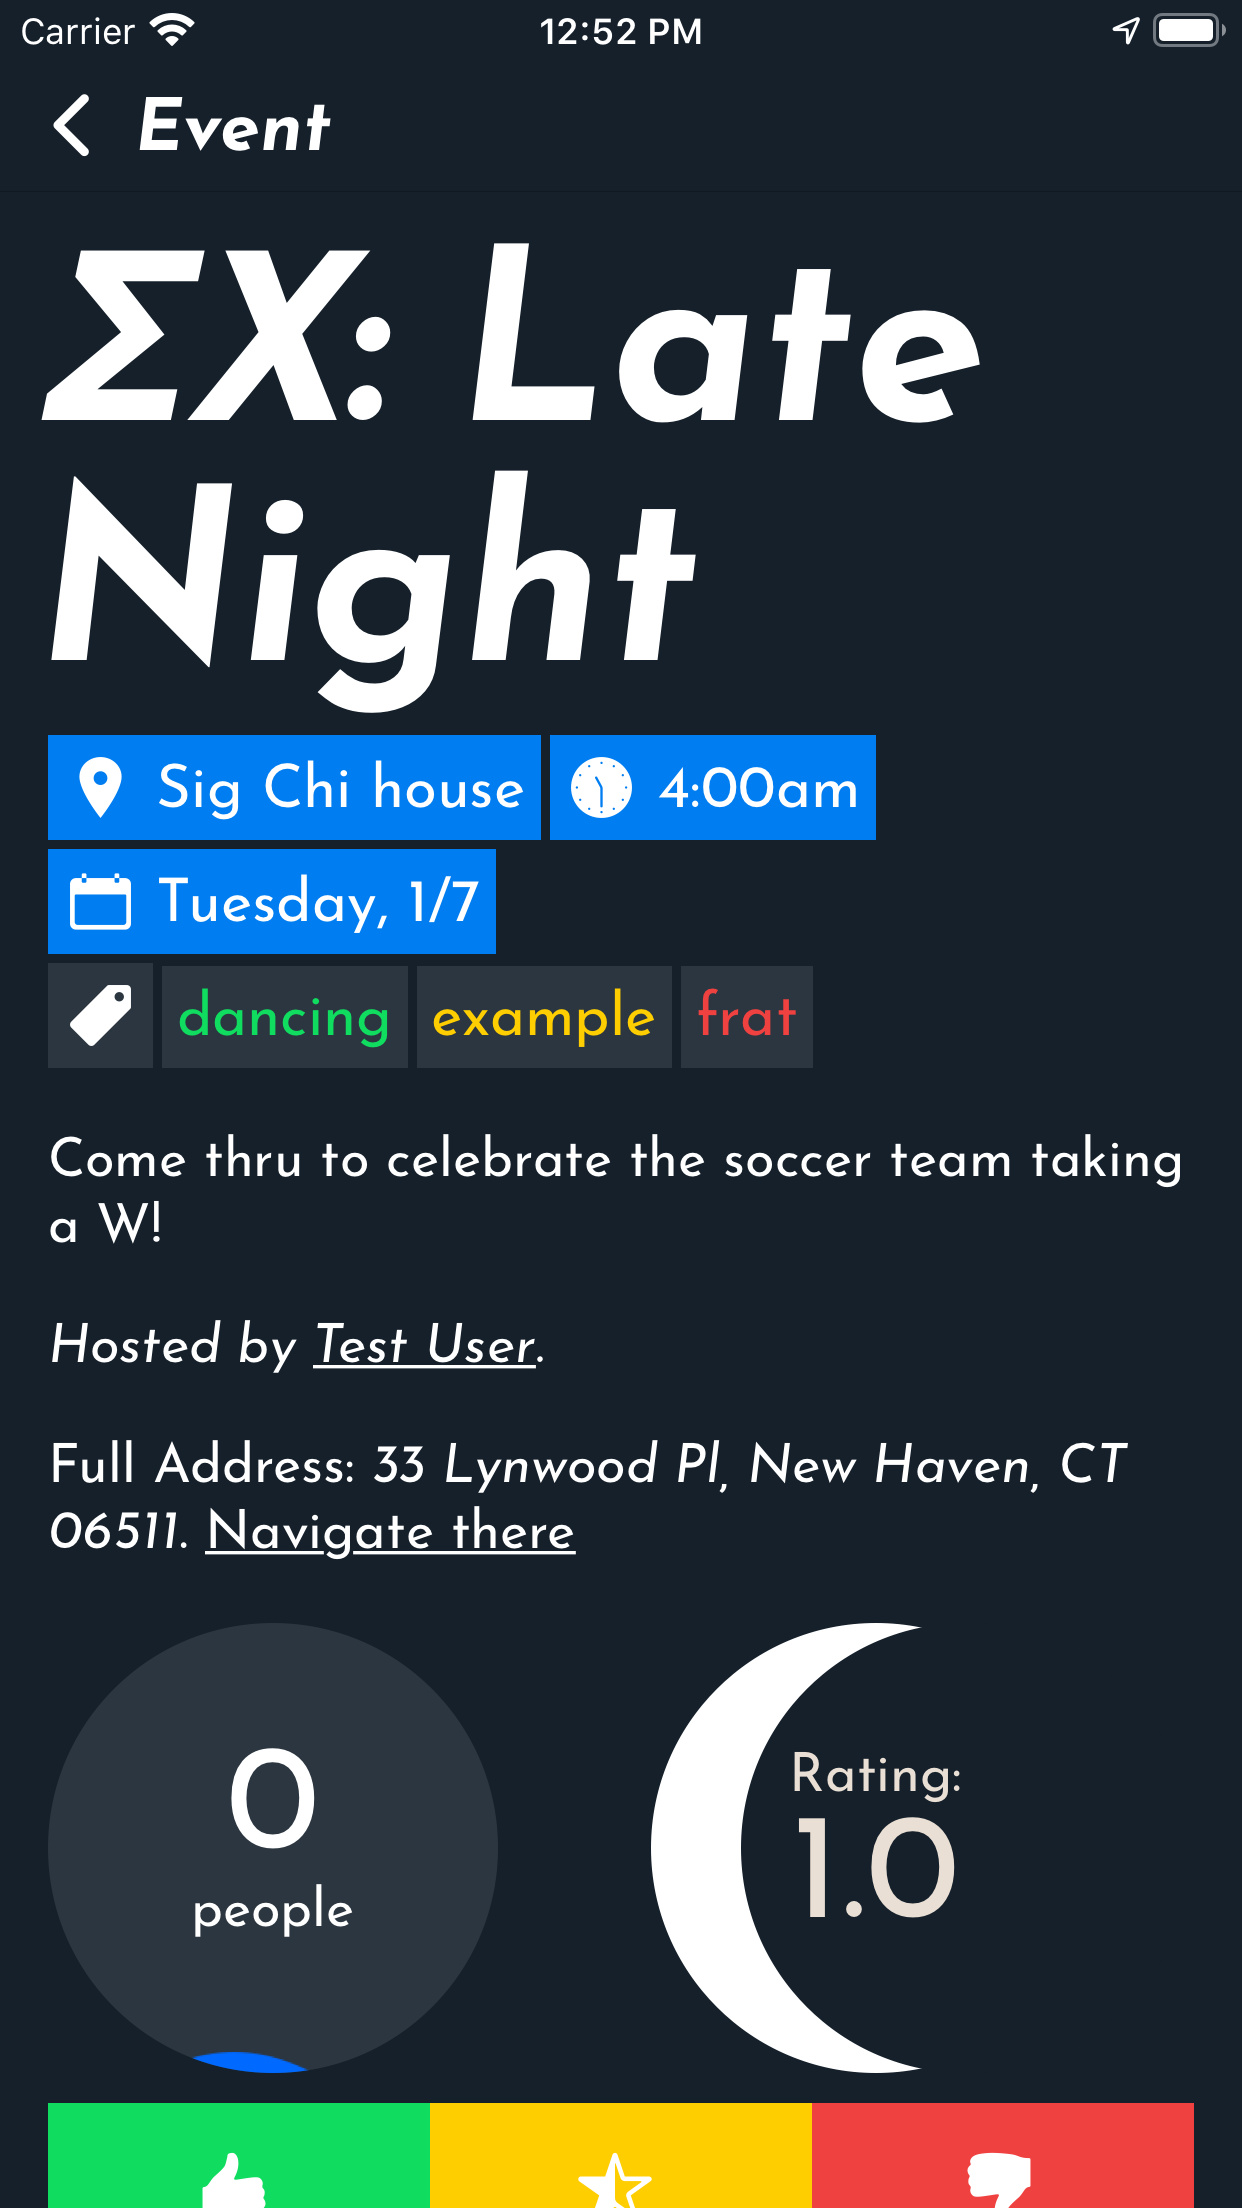 Carrier 12:52 PM
Event
ΣΧ: Late
Night
Sig Chi house 4:00am
Tuesday, 1/7
dancing example frat
Come thru to celebrate the soccer team taking
a W!
Hosted by Test User.
Full Address: 33 Lynwood Pl, New Haven, CT
06511. Navigate there
0
people
Rating:
1.0